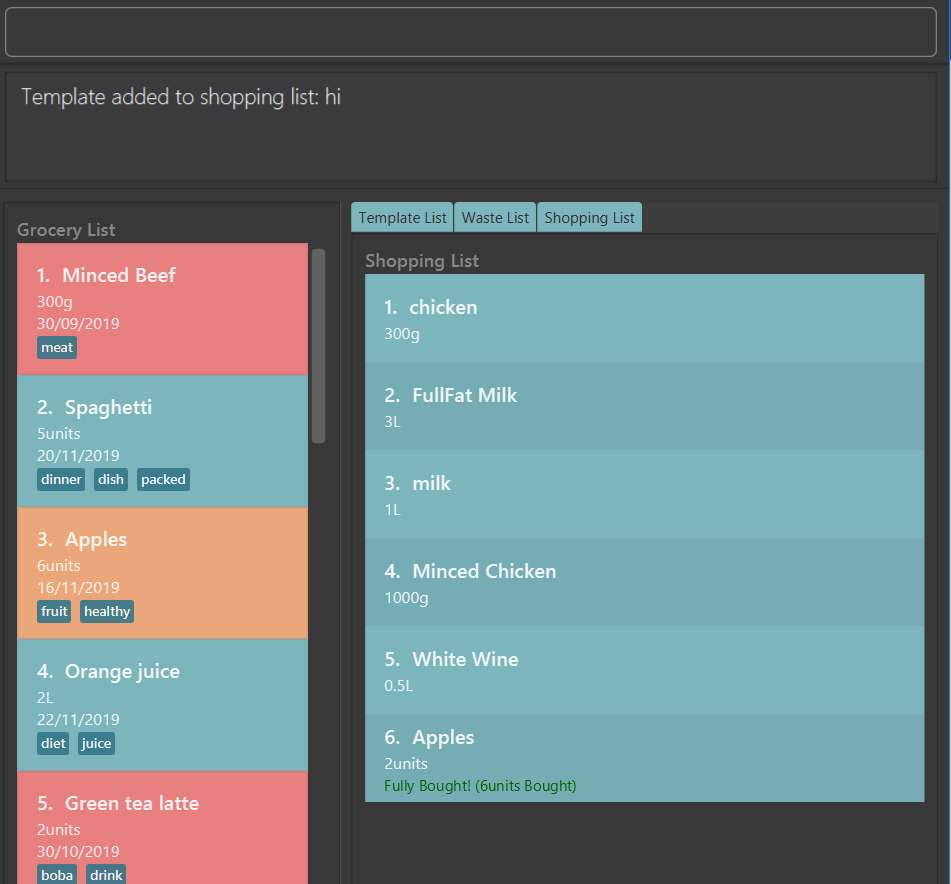 Template added to shopping list: hi
Grocery List
1. Minced Beef
300g
30/09/2019
meat
2. Spaghetti
5units
20/11/2019
dinner dish packed
3. Apples
6units
16/11/2019
fruit healthy
4. Orange juice
2L
22/11/2019
diet juice
5. Green tea latte
2units
30/10/2019
boba drink
Template List Waste List Shopping List
Shopping List
1. chicken
300g
2. FullFat Milk
3L
3. milk
1L
4. Minced Chicken
1000g
5. White Wine
0.5L
6. Apples
2units
Fully Bought! (6units Bought)